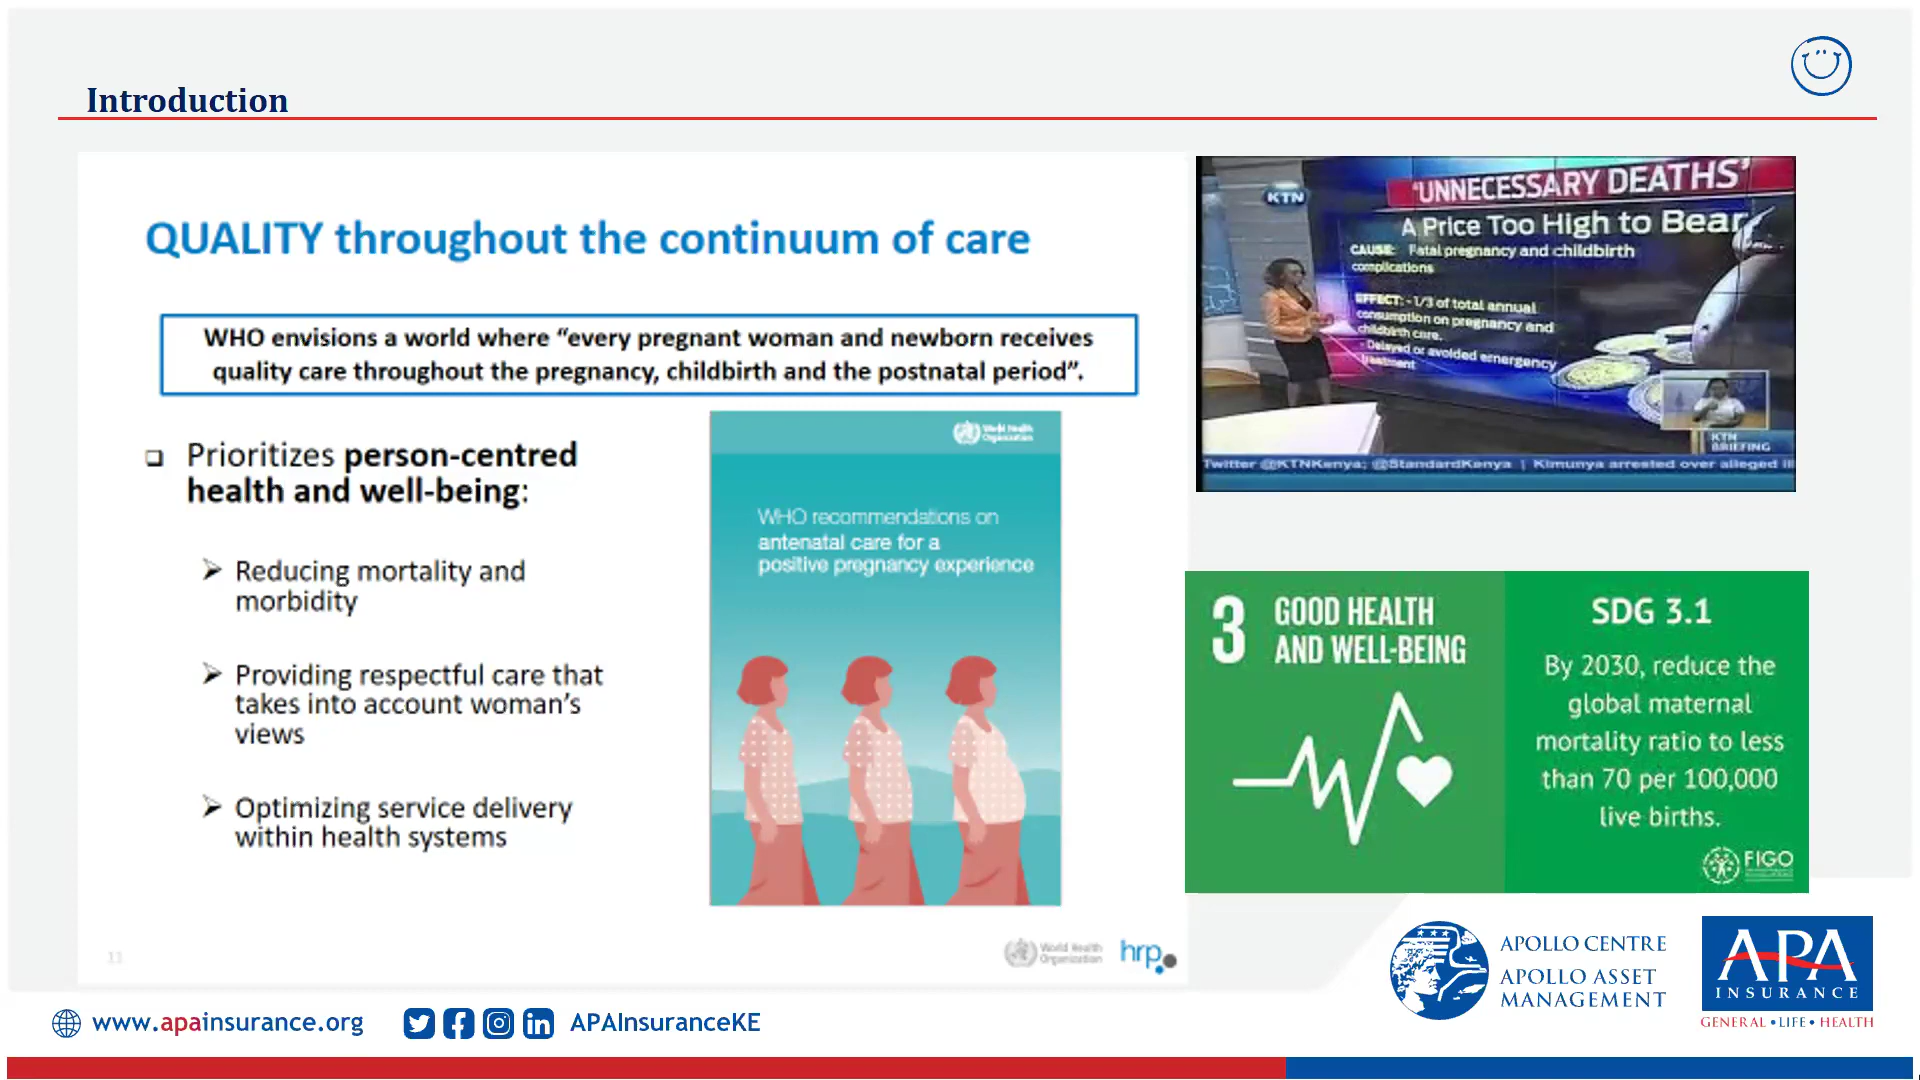 Introduction
QUALITY throughout the continuum of care
WHO envisions a world where “every pregnant woman and newborn receives
quality care throughout the pregnancy, childbirth and the postnatal period”.
Prioritizes person-centred
health and well-being:
Reducing mortality and
morbidity
Providing respectful care that
takes into account woman’s
views
Optimizing service delivery
within health systems
World Health
Organization
WHO recommendations on
antenatal care for a
positive pregnancy experience
11
World Health
Organization
hrp.
KTN
'UNNECESSARY DEATHS'
A Price Too High to Bear
CAUSE: Fatal pregnancy and childbirth
complications
EFFECT: - 1/3 of total annual
consumption on pregnancy and
childbirth care.
- Delayed or avoided emergency
treatment
KTN
BRIEFING
Twitter @KTNKenya; @StandardKenya | Kimunya arrested over alleged
3 GOOD HEALTH
AND WELL-BEING
SDG 3.1
By 2030, reduce the
global maternal
mortality ratio to less
than 70 per 100,000
live births.
FIGO
APOLLO CENTRE
APOLLO ASSET
MANAGEMENT
APA
INSURANCE
GENERAL • LIFE • HEALTH
www.apainsurance.org
APAInsuranceKE